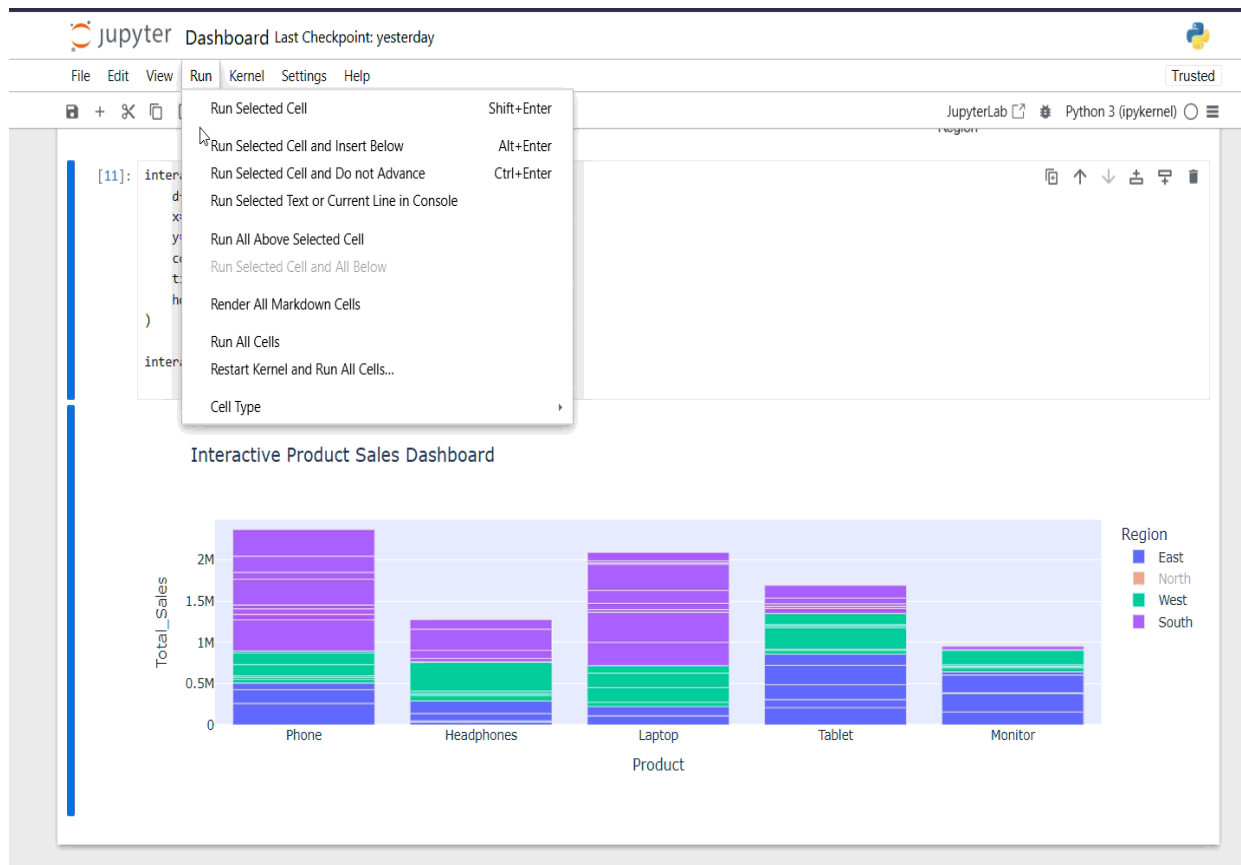 jupyter Dashboard Last Checkpoint: yesterday
File Edit View Run Kernel Settings Help Trusted
JupyterLab Python 3 (ipykernel)
Run Selected Cell Shift+Enter
Run Selected Cell and Insert Below Alt+Enter
Run Selected Cell and Do not Advance Ctrl+Enter
Run Selected Text or Current Line in Console
Run All Above Selected Cell
Run Selected Cell and All Below
Render All Markdown Cells
Run All Cells
Restart Kernel and Run All Cells...
Cell Type
Region
[11]:
)
Interactive Product Sales Dashboard
Total_Sales
2M
1.5M
1M
0.5M
0
Phone Headphones Laptop Tablet Monitor
Product
Region
East
North
West
South